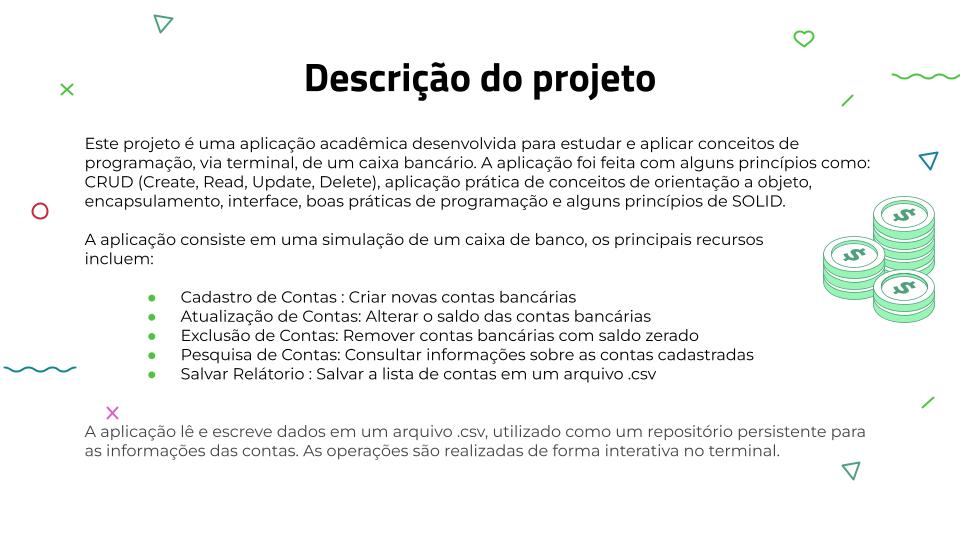 Descrição do projeto
Este projeto é uma aplicação acadêmica desenvolvida para estudar e aplicar conceitos de
programação, via terminal, de um caixa bancário. A aplicação foi feita com alguns princípios como:
CRUD (Create, Read, Update, Delete), aplicação prática de conceitos de orientação a objeto,
encapsulamento, interface, boas práticas de programação e alguns princípios de SOLID.
A aplicação consiste em uma simulação de um caixa de banco, os principais recursos
incluem:
● Cadastro de Contas : Criar novas contas bancárias
● Atualização de Contas: Alterar o saldo das contas bancárias
● Exclusão de Contas: Remover contas bancárias com saldo zerado
● Pesquisa de Contas: Consultar informações sobre as contas cadastradas
● Salvar Relátorio : Salvar a lista de contas em um arquivo .csv
A aplicação lê e escreve dados em um arquivo .csv, utilizado como um repositório persistente para
as informações das contas. As operações são realizadas de forma interativa no terminal.